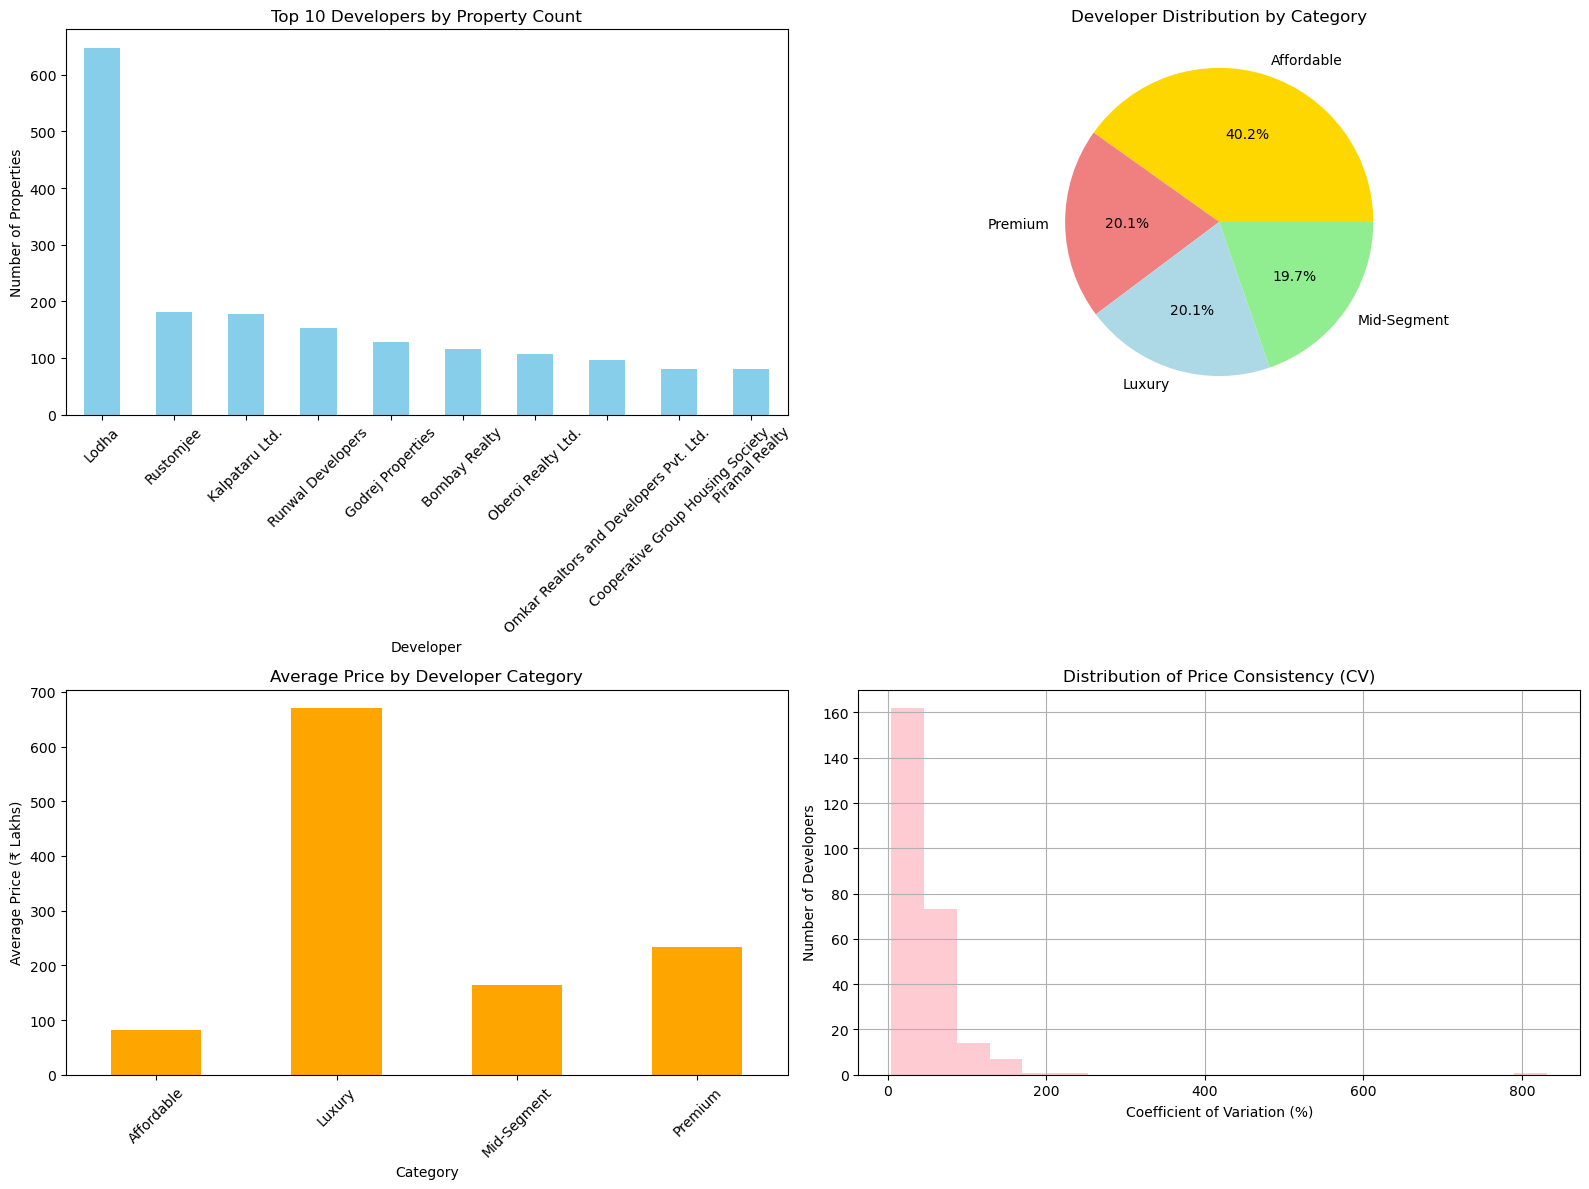 Top 10 Developers by Property Count
Number of Properties
600
500
400
300
200
100
0
Lodha
Rustomjee
Kalpataru Ltd.
Runwal Developers
Godrej Properties
Bombay Realty
Oberoi Realty Ltd.
Omkar Realtors and Developers Pvt. Ltd.
Cooperative Group Housing Society
Piramal Realty
Developer
Developer Distribution by Category
Affordable
40.2%
Premium
20.1%
Luxury
20.1%
Mid-Segment
19.7%
Average Price by Developer Category
Average Price (₹ Lakhs)
700
600
500
400
300
200
100
0
Affordable
Luxury
Mid-Segment
Premium
Category
Distribution of Price Consistency (CV)
Number of Developers
160
140
120
100
80
60
40
20
0
0
200
400
600
800
Coefficient of Variation (%)